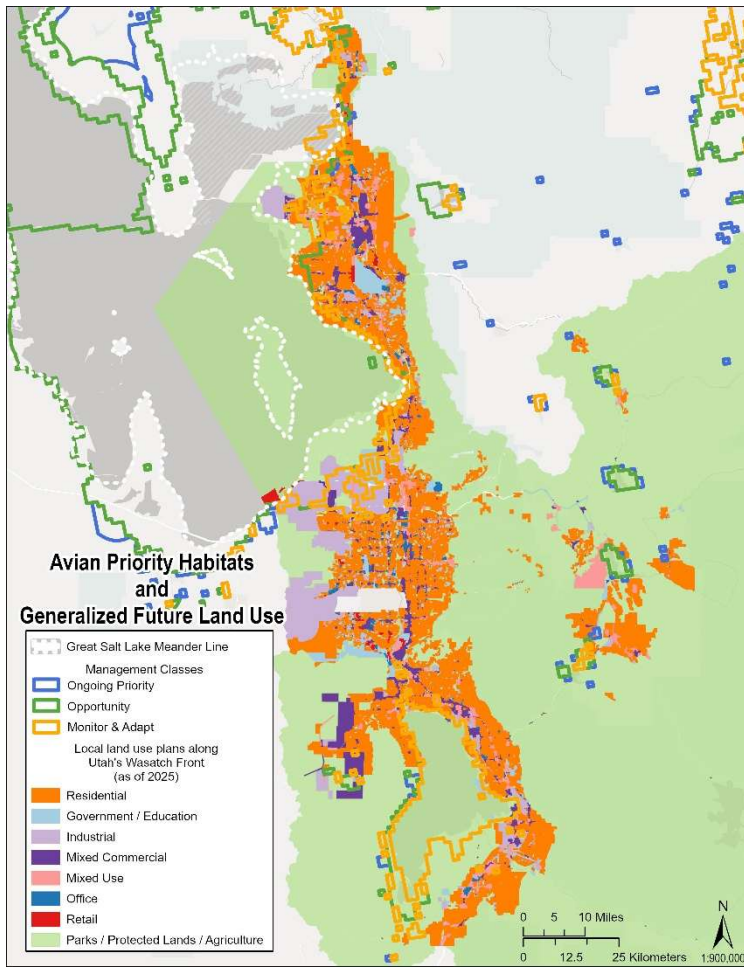 Avian Priority Habitats
and
Generalized Future Land Use
Great Salt Lake Meander Line
Management Classes
Ongoing Priority
Opportunity
Monitor & Adapt
Local land use plans along
Utah's Wasatch Front
(as of 2025)
Residential
Government / Education
Industrial
Mixed Commercial
Mixed Use
Office
Retail
Parks / Protected Lands / Agriculture
0 5 10 Miles
0 12.5 25 Kilometers
N
1:900,000